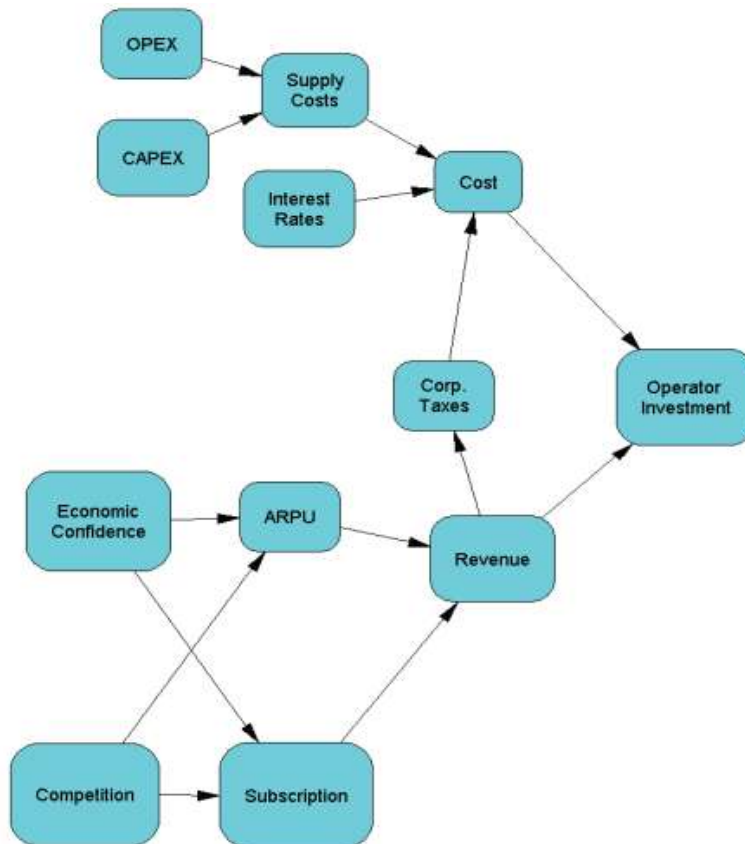 OPEX
Supply
Costs
CAPEX
Cost
Interest
Rates
Corp.
Taxes
Operator
Investment
Economic
Confidence
ARPU
Revenue
Competition
Subscription